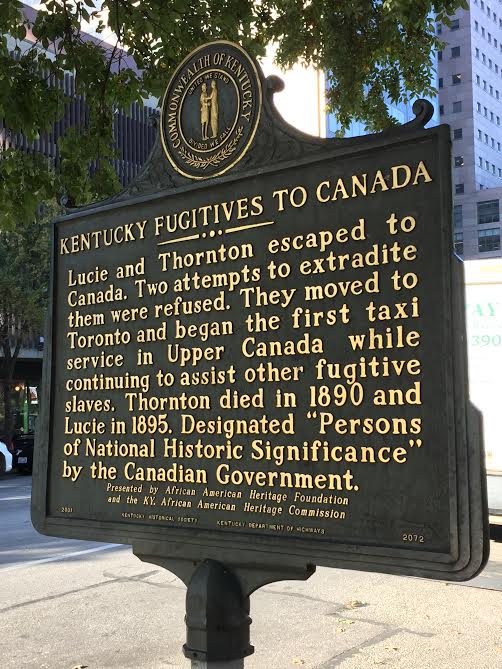 COMMONWEALTH OF KENTUCKY
UNITED WE STAND
DIVIDED WE FALL
KENTUCKY FUGITIVES TO CANADA
Lucie and Thornton escaped to
Canada. Two attempts to extradite
them were refused. They moved to
Toronto and began the first taxi
service in Upper Canada while
continuing to assist other fugitive
slaves. Thornton died in 1890 and
Lucie in 1895. Designated “Persons
of National Historic Significance”
by the Canadian Government.
Presented by African American Heritage Foundation
and the KY. African American Heritage Commission
2001 KENTUCKY HISTORICAL SOCIETY KENTUCKY DEPARTMENT OF HIGHWAYS 2072
390